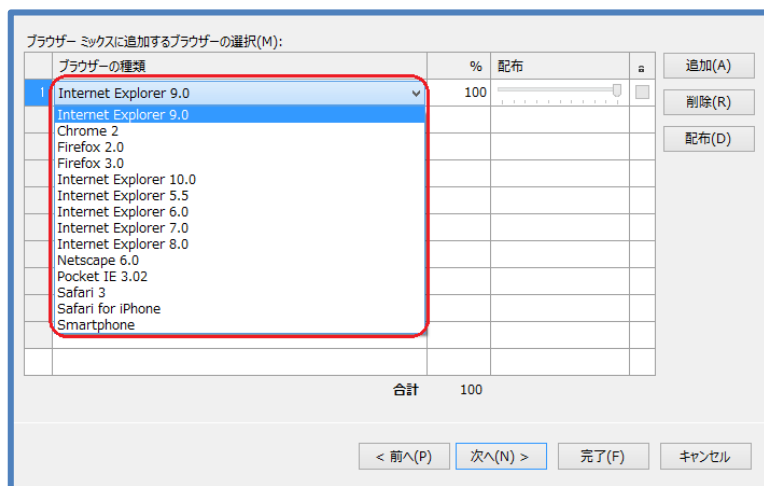 ブラウザー ミックスに追加するブラウザーの選択(M):
ブラウザーの種類 % 配布 a 追加(A)
1 Internet Explorer 9.0 100 削除(R)
Internet Explorer 9.0
Chrome 2 配布(D)
Firefox 2.0
Firefox 3.0
Internet Explorer 10.0
Internet Explorer 5.5
Internet Explorer 6.0
Internet Explorer 7.0
Internet Explorer 8.0
Netscape 6.0
Pocket IE 3.02
Safari 3
Safari for iPhone
Smartphone
合計 100
< 前へ(P) 次へ(N) > 完了(F) キャンセル